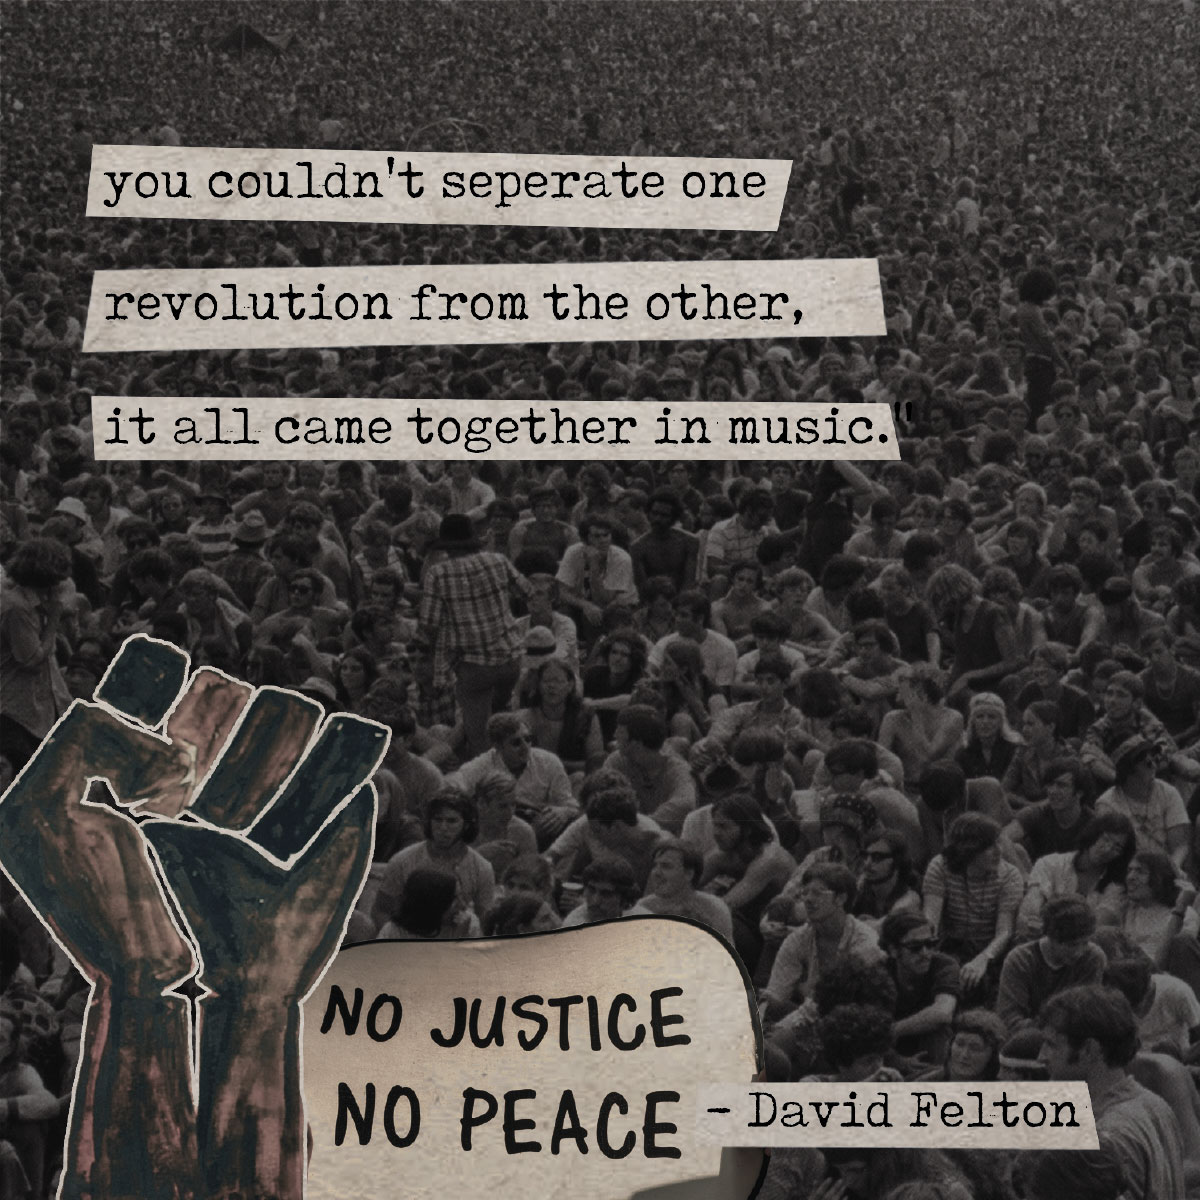 you couldn't seperate one
revolution from the other,
it all came together in music."
NO JUSTICE
NO PEACE
- David Felton